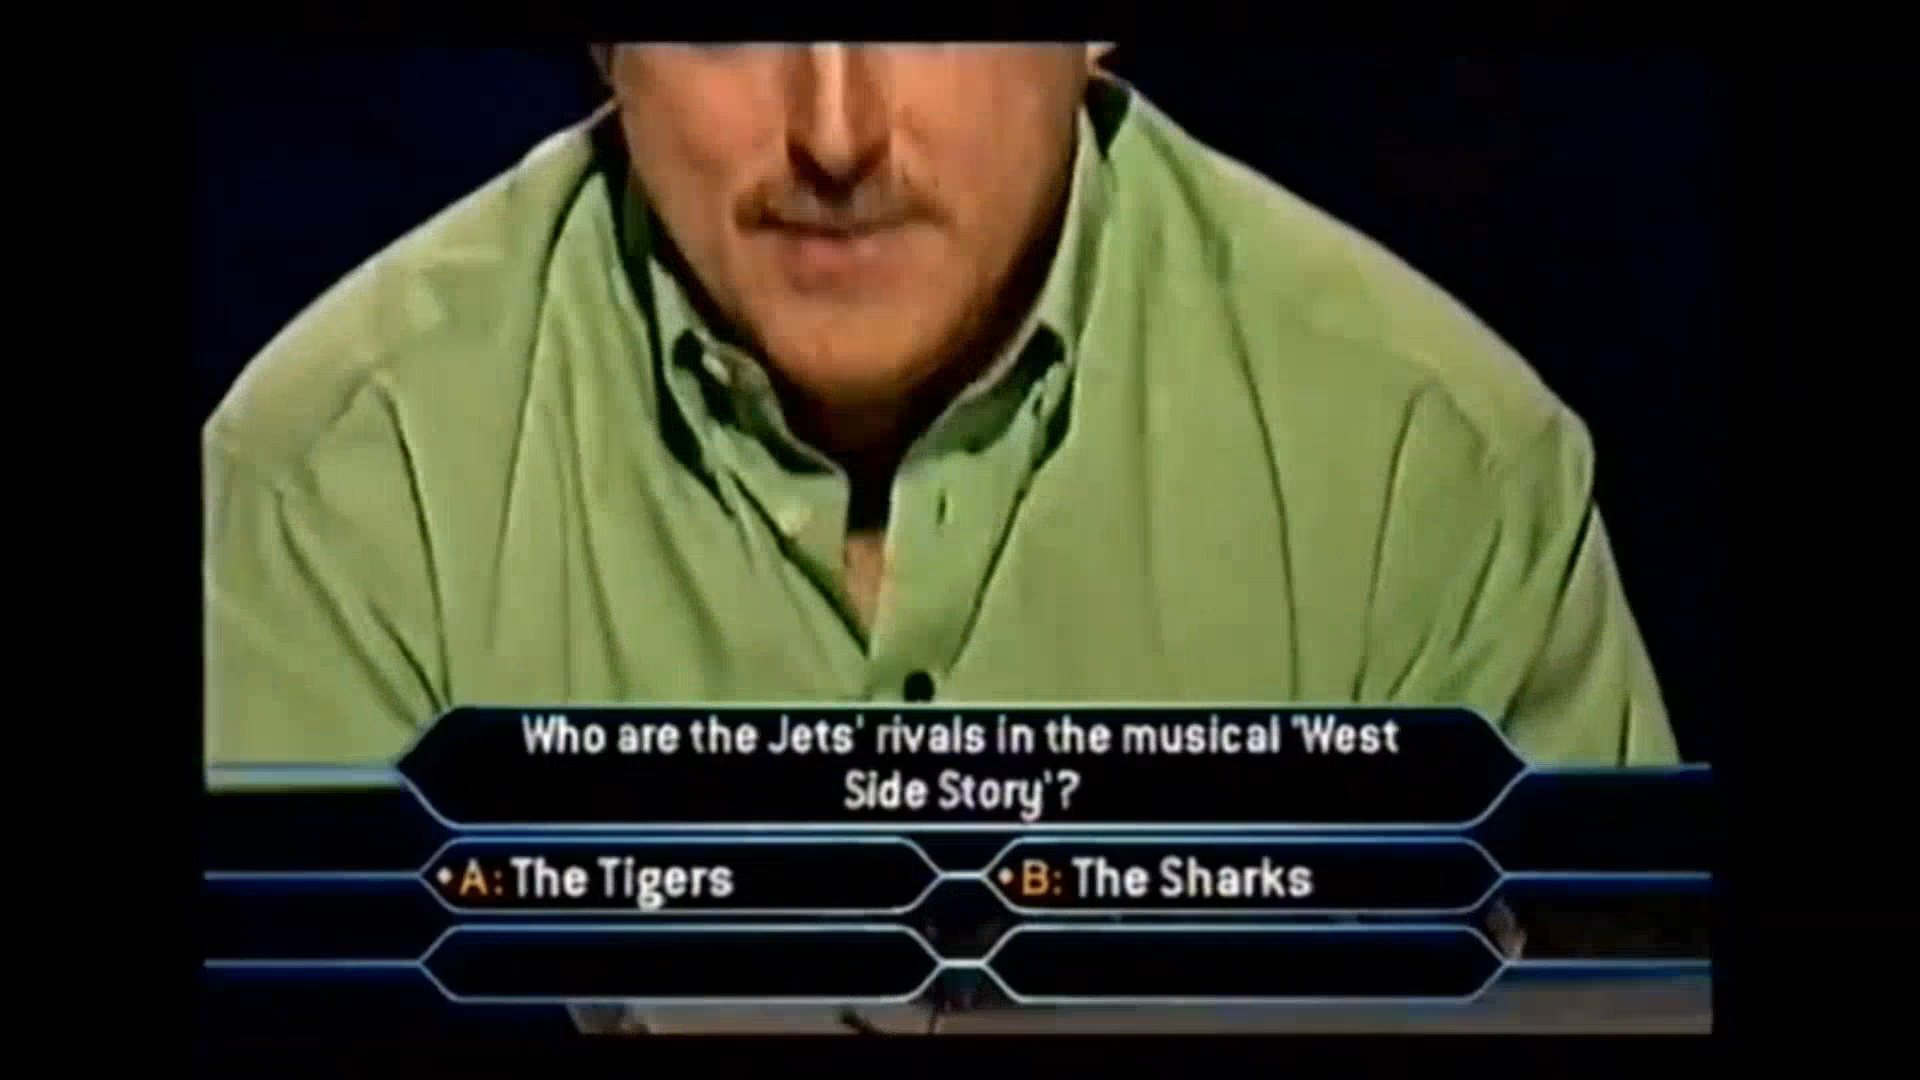 Who are the Jets' rivals in the musical 'West
Side Story'?
A: The Tigers
B: The Sharks